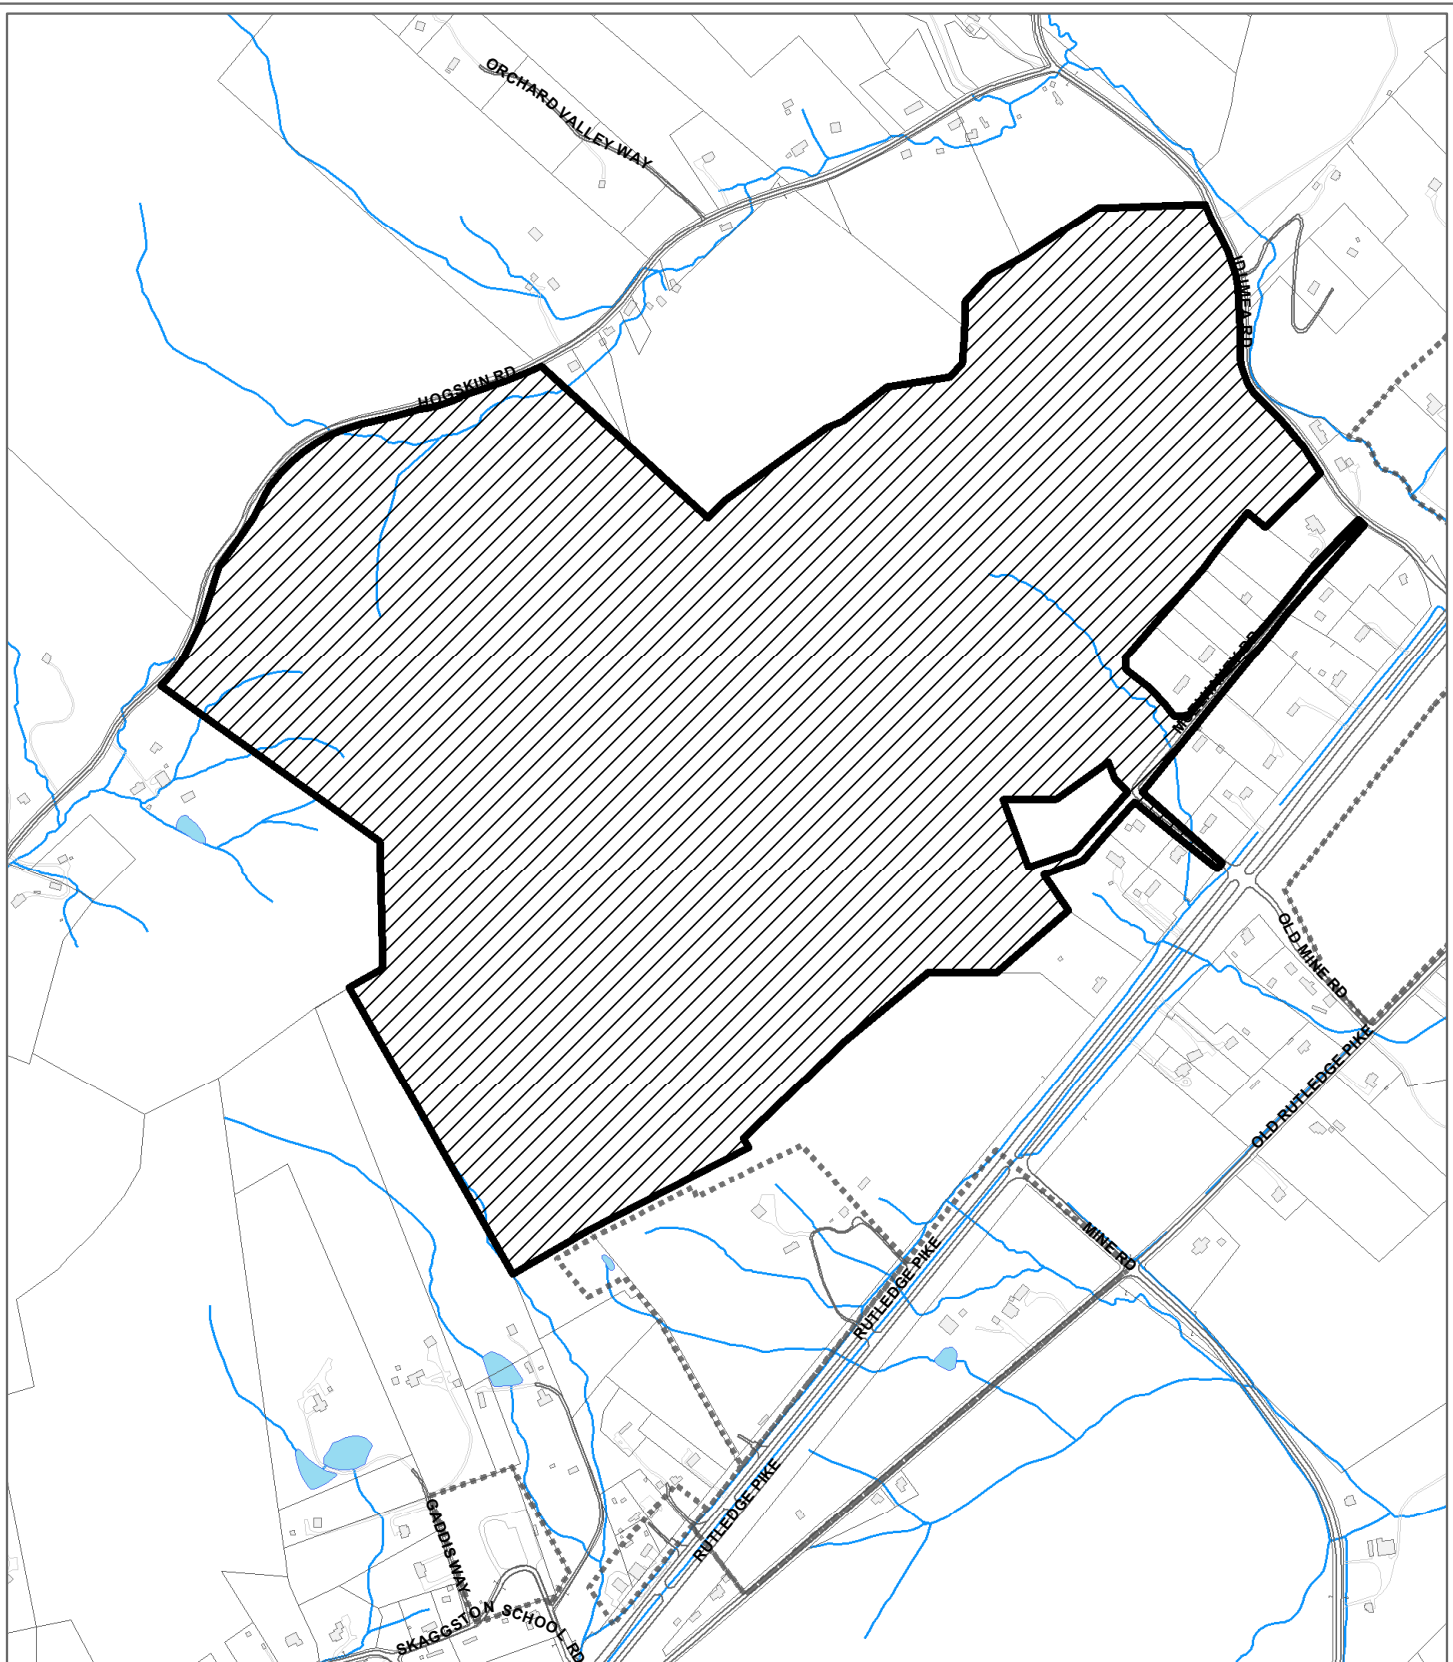 ORCHARD VALLEY WAY
IDUMEA RD
HOGSKIN RD
OLD MINE RD
OLD RUTLEDGE PIKE
MINE RD
RUTLEDGE PIKE
RUTLEDGE PIKE
GADDIS WAY
SKAGGSTON SCHOOL RD